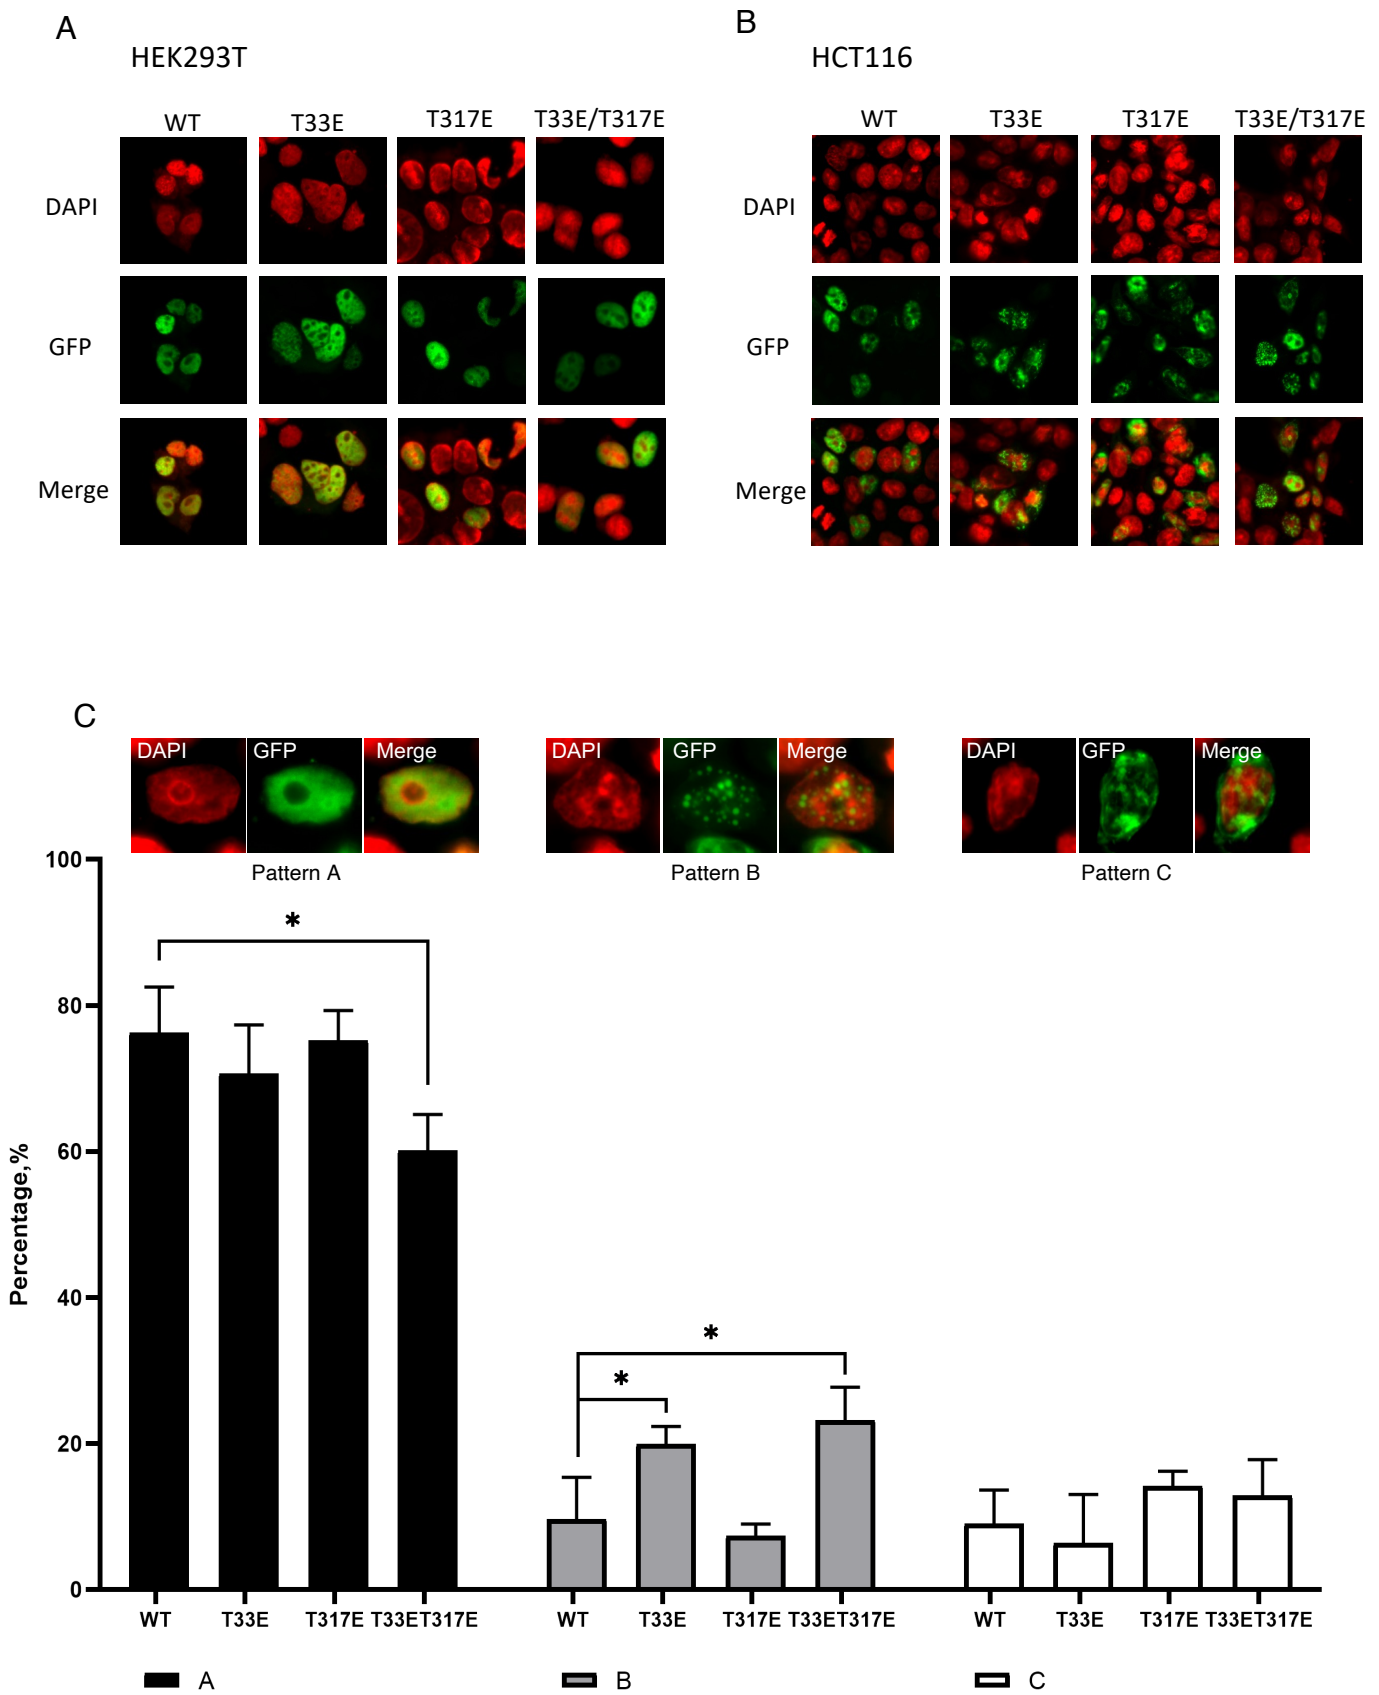 A
HEK293T
WT T33E T317E T33E/T317E
DAPI
GFP
Merge
B
HCT116
WT T33E T317E T33E/T317E
DAPI
GFP
Merge
C
DAPI GFP Merge
Pattern A
DAPI GFP Merge
Pattern B
DAPI GFP Merge
Pattern C
Percentage,%
100
80
60
40
20
0
*
*
*
WT T33E T317E T33ET317E
WT T33E T317E T33ET317E
WT T33E T317E T33ET317E
A
B
C